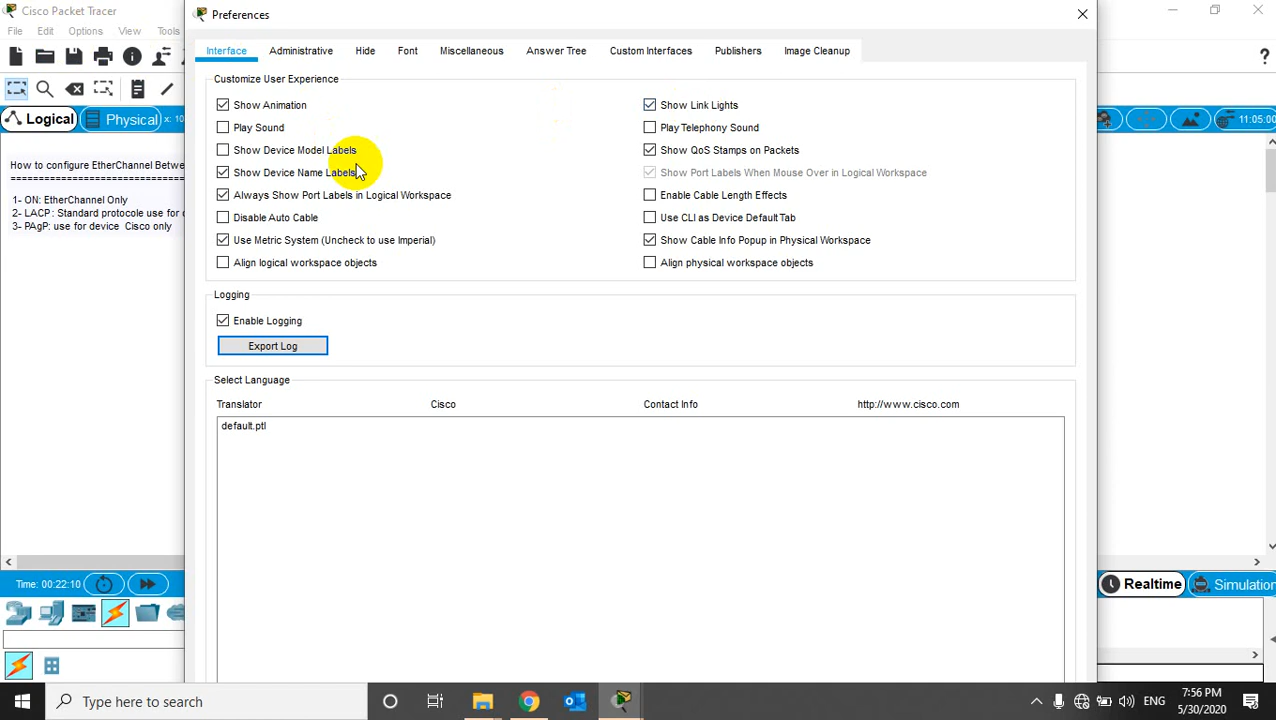 Cisco Packet Tracer
Preferences
File Edit Options View Tools
Interface Administrative Hide Font Miscellaneous Answer Tree Custom Interfaces Publishers Image Cleanup
Customize User Experience
Show Animation Show Link Lights
Play Sound Play Telephony Sound
Show Device Model Labels Show QoS Stamps on Packets
Show Device Name Labels Show Port Labels When Mouse Over in Logical Workspace
Always Show Port Labels in Logical Workspace Enable Cable Length Effects
Disable Auto Cable Use CLI as Device Default Tab
Use Metric System (Uncheck to use Imperial) Show Cable Info Popup in Physical Workspace
Align logical workspace objects Align physical workspace objects
Logical Physical x: 10 11:05:00
How to configure EtherChannel Betwe
====================================
1- ON: EtherChannel Only
2- LACP : Standard protocole use for
3- PAgP: use for device Cisco only
Logging
Enable Logging
Export Log
Select Language
Translator Cisco Contact Info http://www.cisco.com
default.ptl
Time: 00:22:10 Realtime Simulation
Type here to search
ENG 7:56 PM
5/30/2020